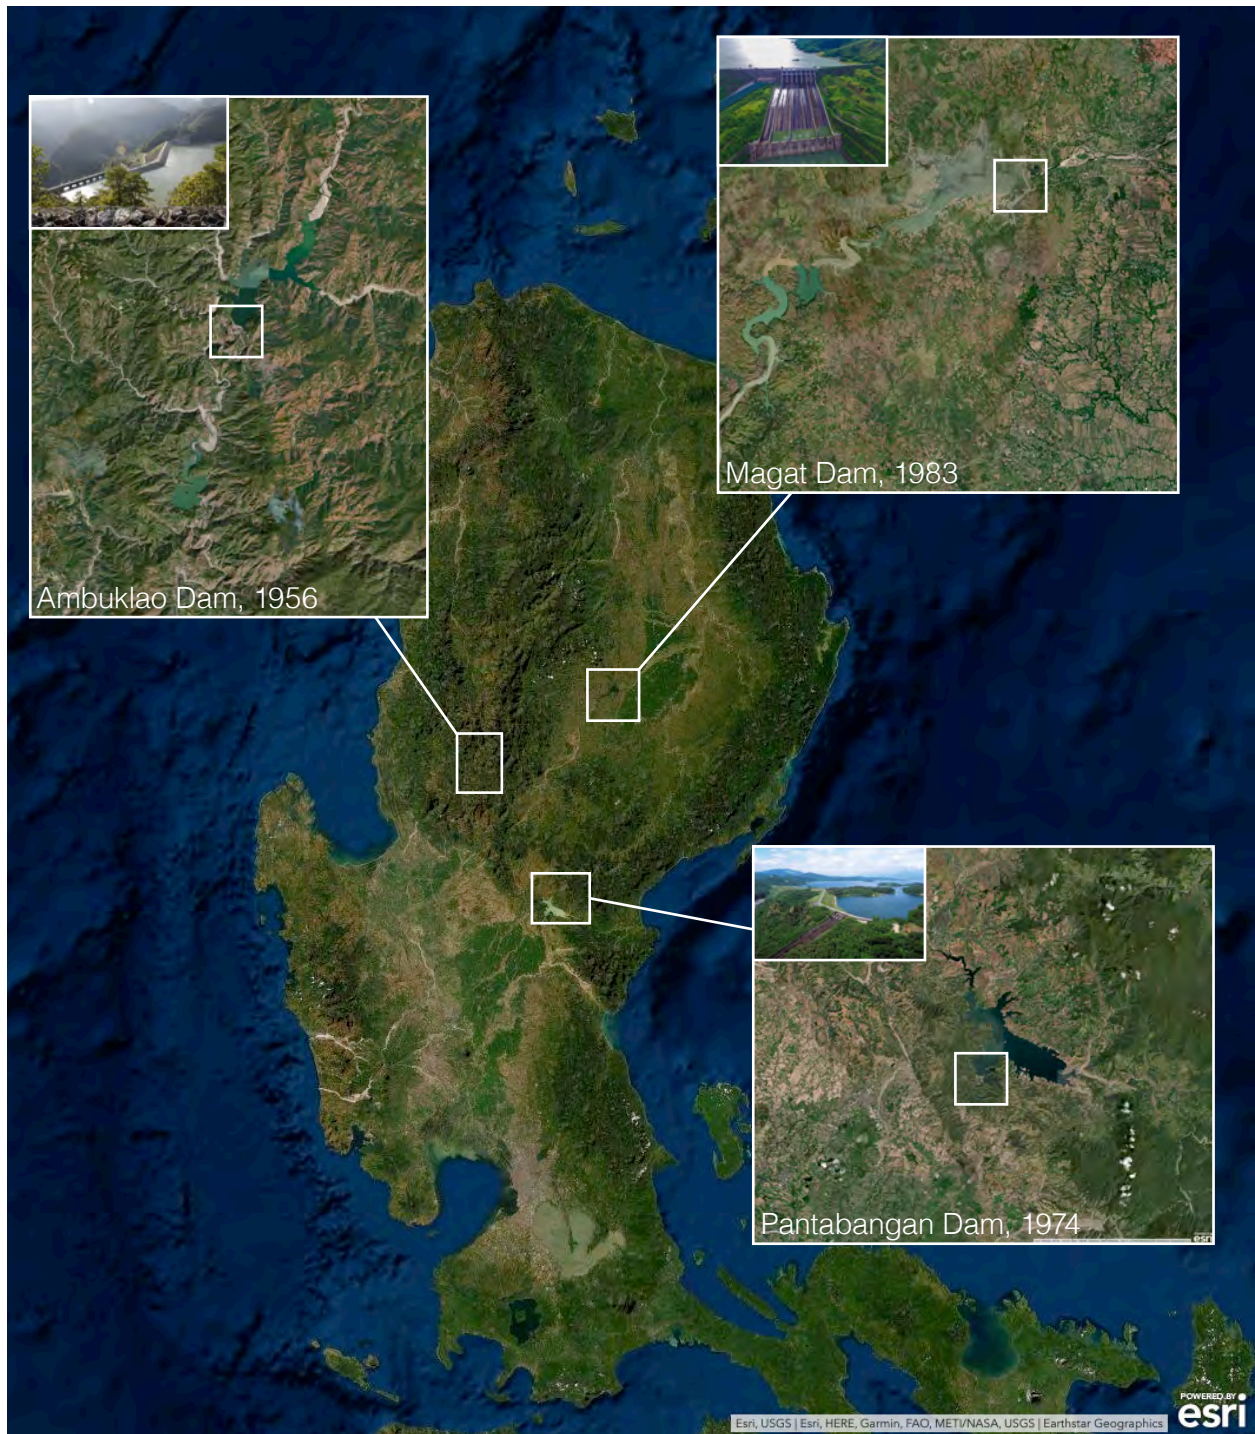 Magat Dam, 1983
Ambuklao Dam, 1956
Pantabangan Dam, 1974
esri
Esri, USGS | Esri, HERE, Garmin, FAO, METI/NASA, USGS | Earthstar Geographics
POWERED BY
esri